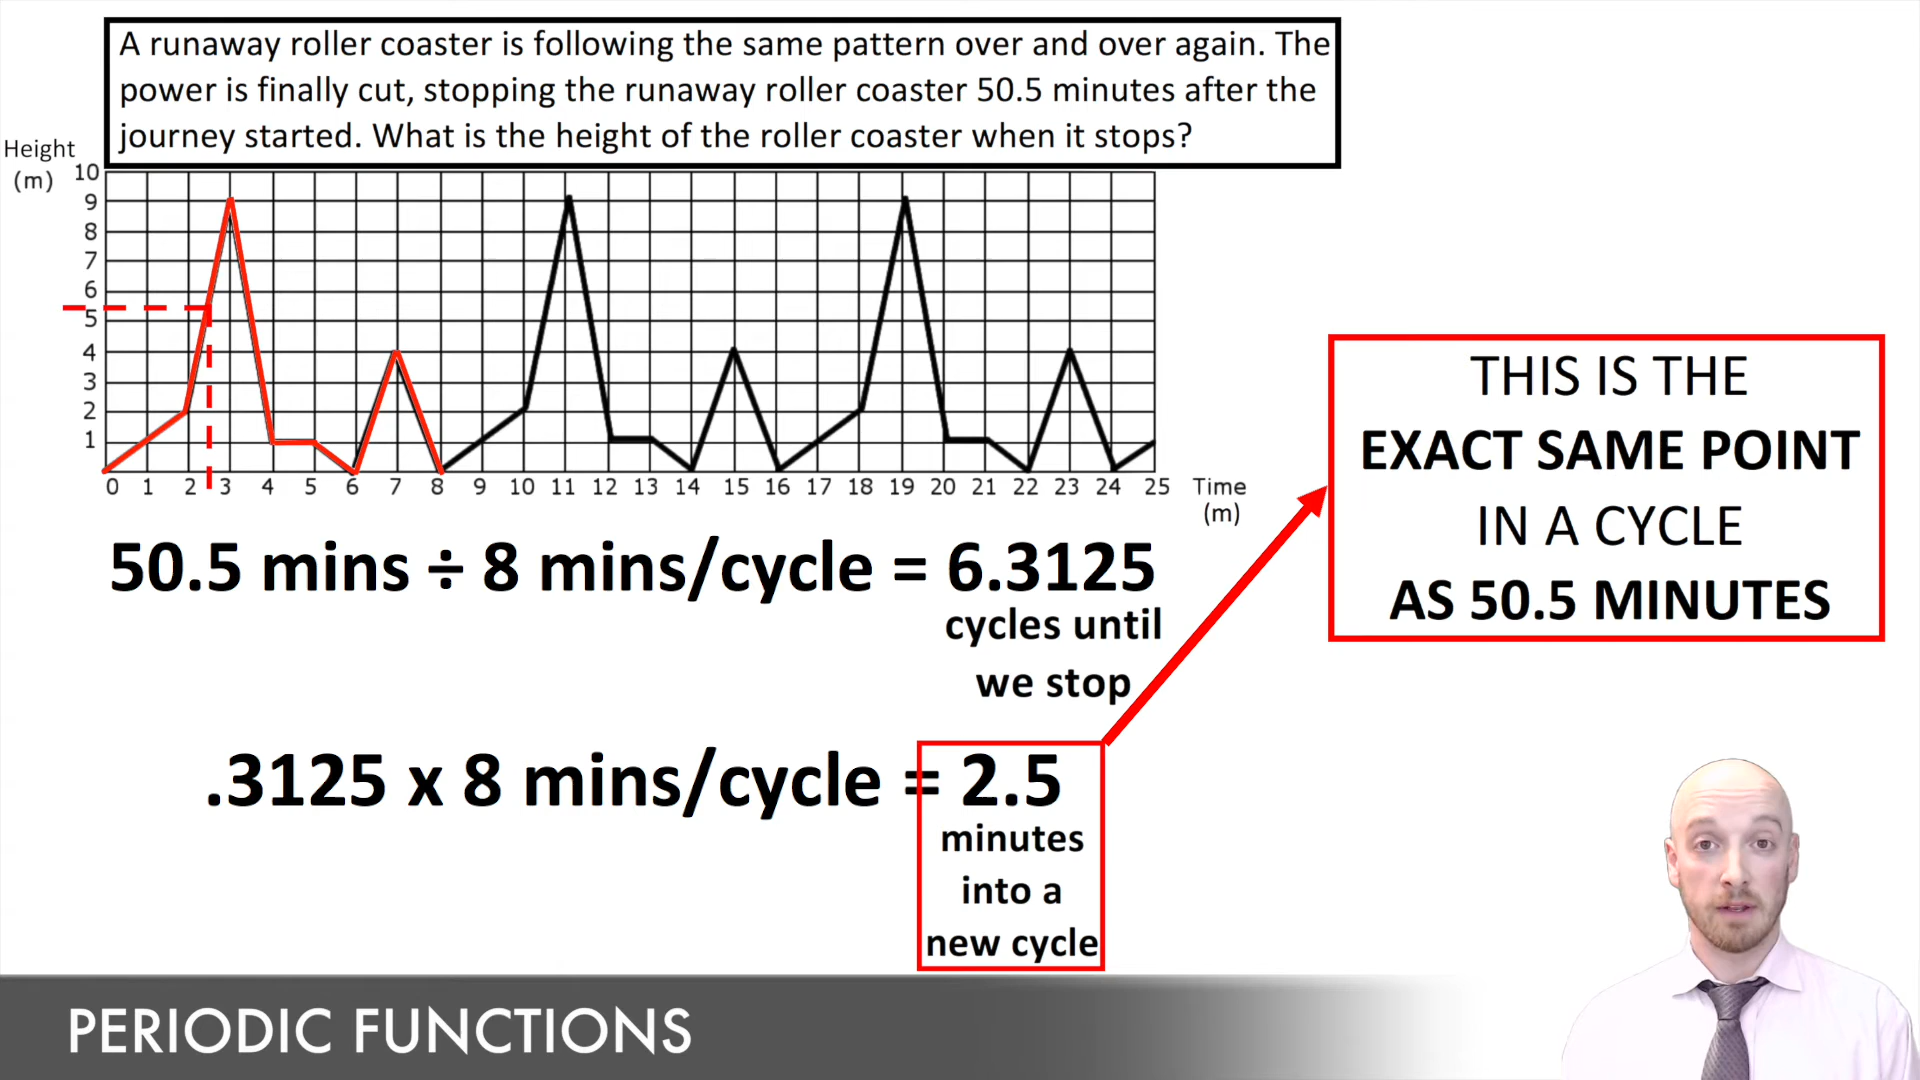 A runaway roller coaster is following the same pattern over and over again. The
power is finally cut, stopping the runaway roller coaster 50.5 minutes after the
journey started. What is the height of the roller coaster when it stops?
Height
(m)
10
9
8
7
6
5
4
3
2
1
0 1 2 3 4 5 6 7 8 9 10 11 12 13 14 15 16 17 18 19 20 21 22 23 24 25
Time
(m)
50.5 mins ÷ 8 mins/cycle = 6.3125
cycles until
we stop
.3125 x 8 mins/cycle = 2.5
minutes
into a
new cycle
THIS IS THE
EXACT SAME POINT
IN A CYCLE
AS 50.5 MINUTES
PERIODIC FUNCTIONS